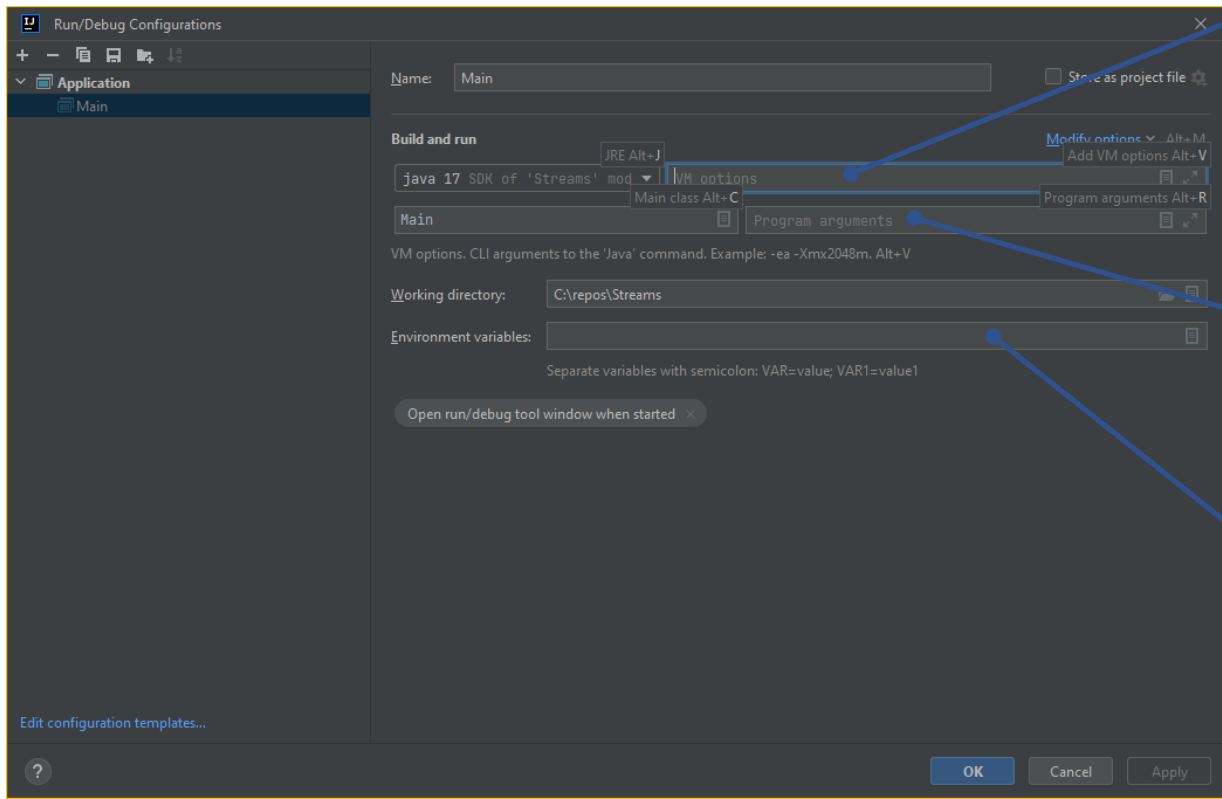 Run/Debug Configurations
Application
Main
Name: Main
Store as project file
Build and run
Modify options Alt+M
JRE Alt+J
Add VM options Alt+V
java 17 SDK of 'Streams' mod
VM options
Main class Alt+C
Program arguments Alt+R
Main
Program arguments
VM options. CLI arguments to the 'Java' command. Example: -ea -Xmx2048m. Alt+V
Working directory: C:\repos\Streams
Environment variables:
Separate variables with semicolon: VAR=value; VAR1=value1
Open run/debug tool window when started
Edit configuration templates...
?
OK Cancel Apply